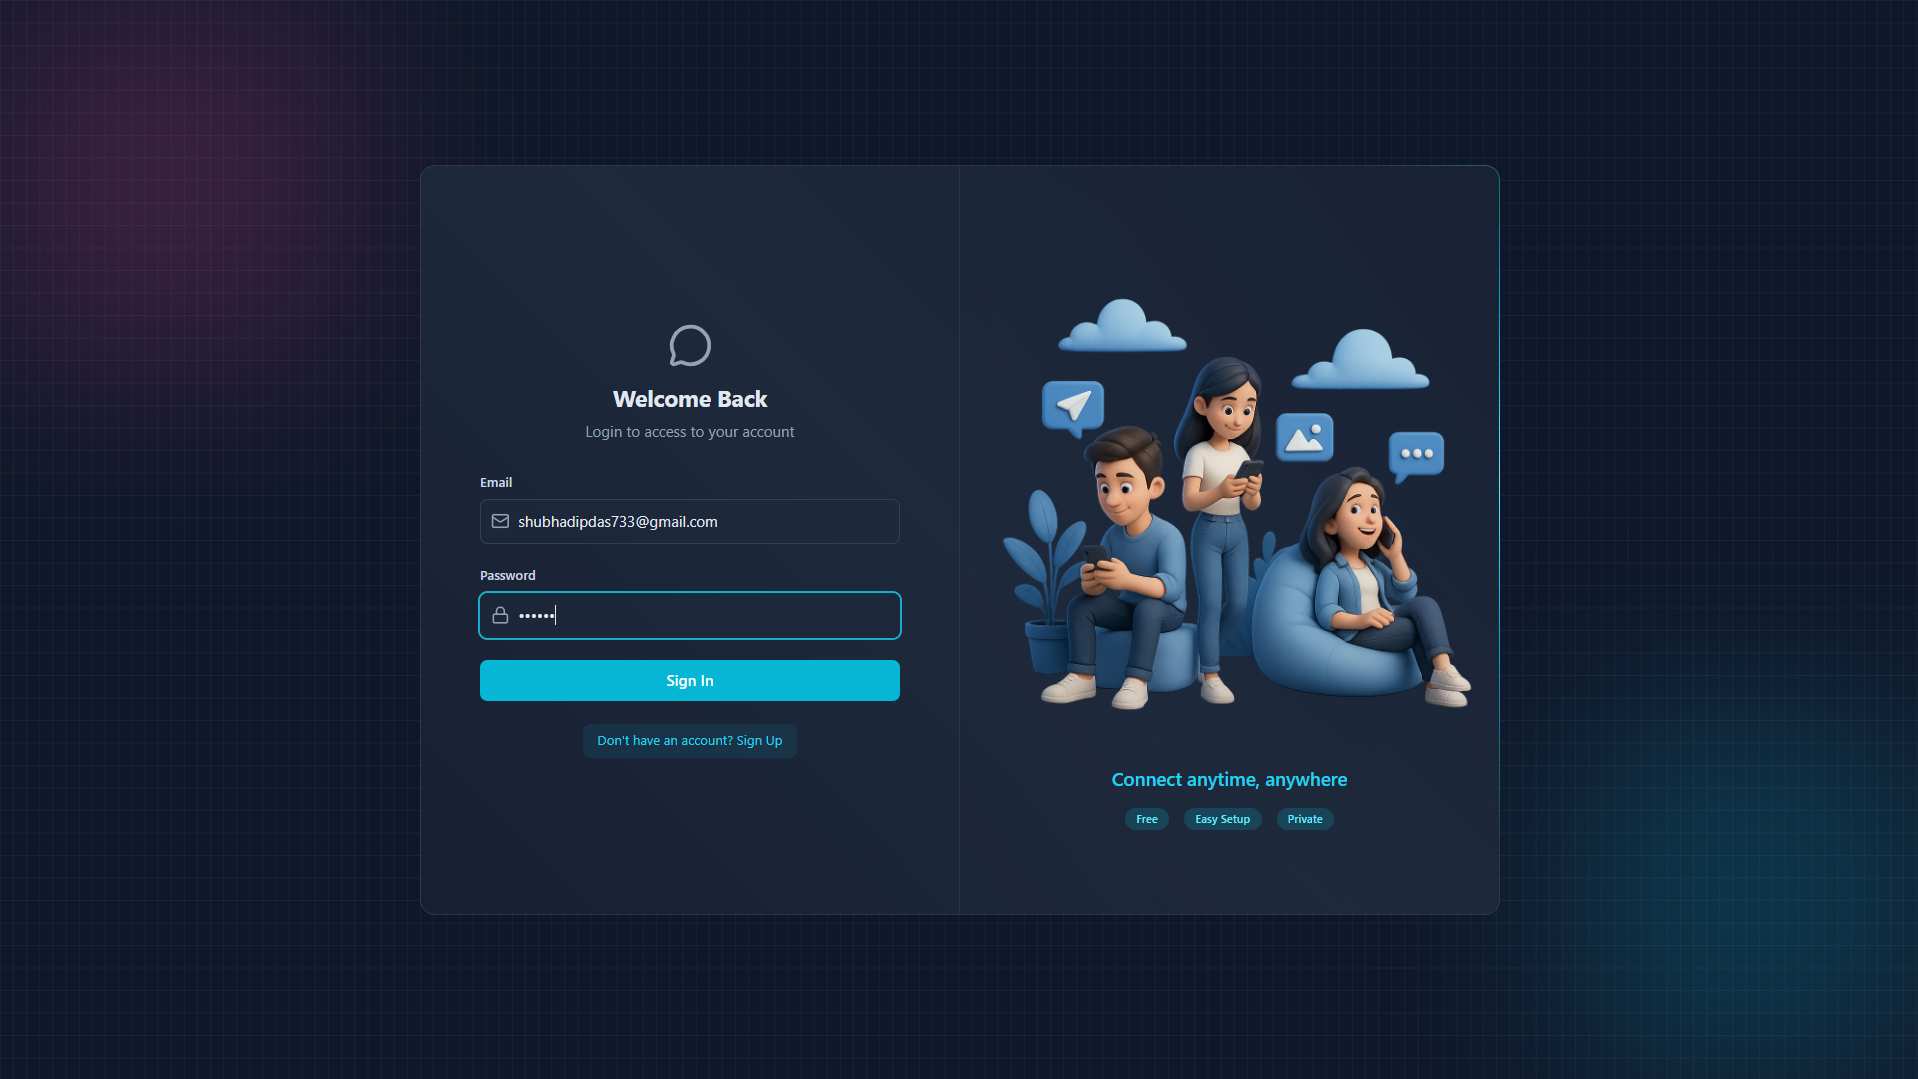 Welcome Back
Login to access to your account
Email
shubhadipdas733@gmail.com
Password
••••••
Sign In
Don't have an account? Sign Up
Connect anytime, anywhere
Free
Easy Setup
Private